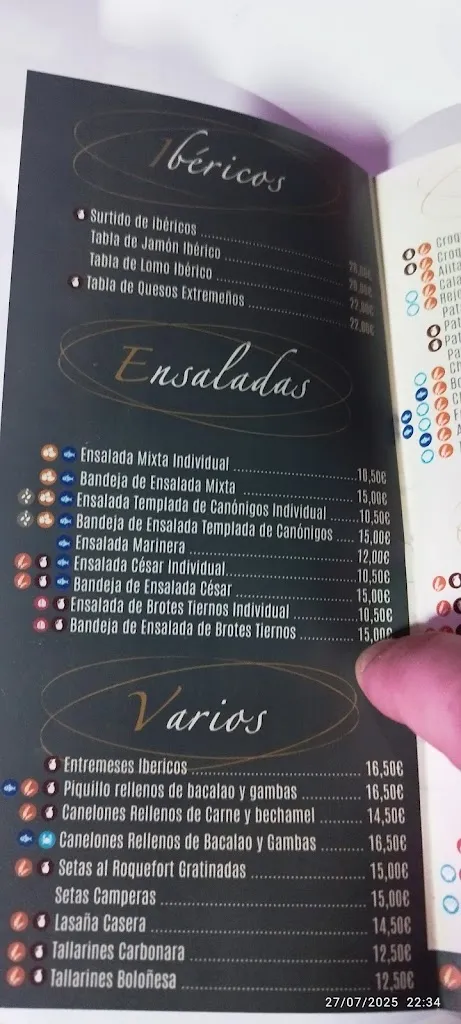 Ibéricos
Surtido de Ibéricos
Tabla de Jamón Ibérico
Tabla de Lomo Ibérico
Tabla de Quesos Extremeños 22,00€
Ensaladas
Ensalada Mixta Individual 10,50€
Bandeja de Ensalada Mixta 15,00€
Ensalada Templada de Canónigos Individual 10,50€
Bandeja de Ensalada Templada de Canónigos 15,00€
Ensalada Marinera 12,00€
Ensalada César Individual 10,50€
Bandeja de Ensalada César 15,00€
Ensalada de Brotes Tiernos Individual 10,50€
Bandeja de Ensalada de Brotes Tiernos 15,00€
Varios
Entremeses Ibericos 16,50€
Piquillo rellenos de bacalao y gambas 16,50€
Canelones Rellenos de Carne y bechamel 14,50€
Canelones Rellenos de Bacalao y Gambas 16,50€
Setas al Roquefort Gratinadas 15,00€
Setas Camperas 15,00€
Lasaña Casera 14,50€
Tallarines Carbonara 12,50€
Tallarines Boloñesa 12,50€
27/07/2025 22:34